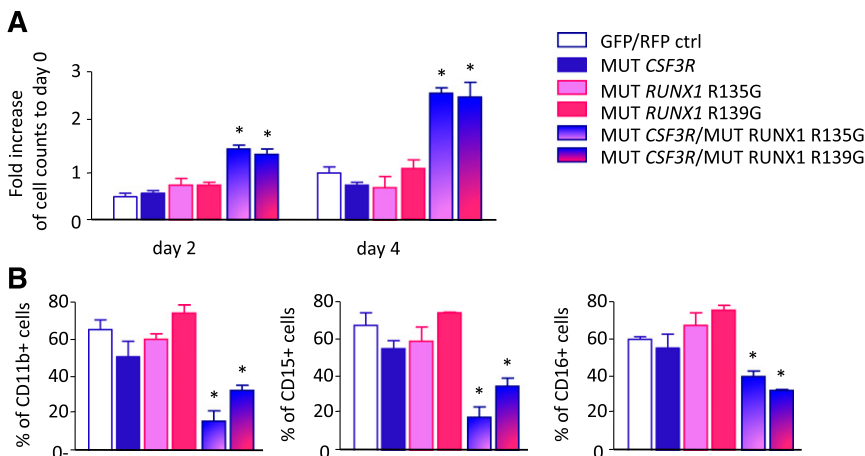 A
3
2
1
0
Fold increase
of cell counts to day 0
* *
* *
day 2
day 4
GFP/RFP ctrl
MUT CSF3R
MUT RUNX1 R135G
MUT RUNX1 R139G
MUT CSF3R/MUT RUNX1 R135G
MUT CSF3R/MUT RUNX1 R139G
B
% of CD11b+ cells
80
60
40
20
0-
* *
% of CD15+ cells
80
60
40
20
0
* *
% of CD16+ cells
80
60
40
20
0
* *